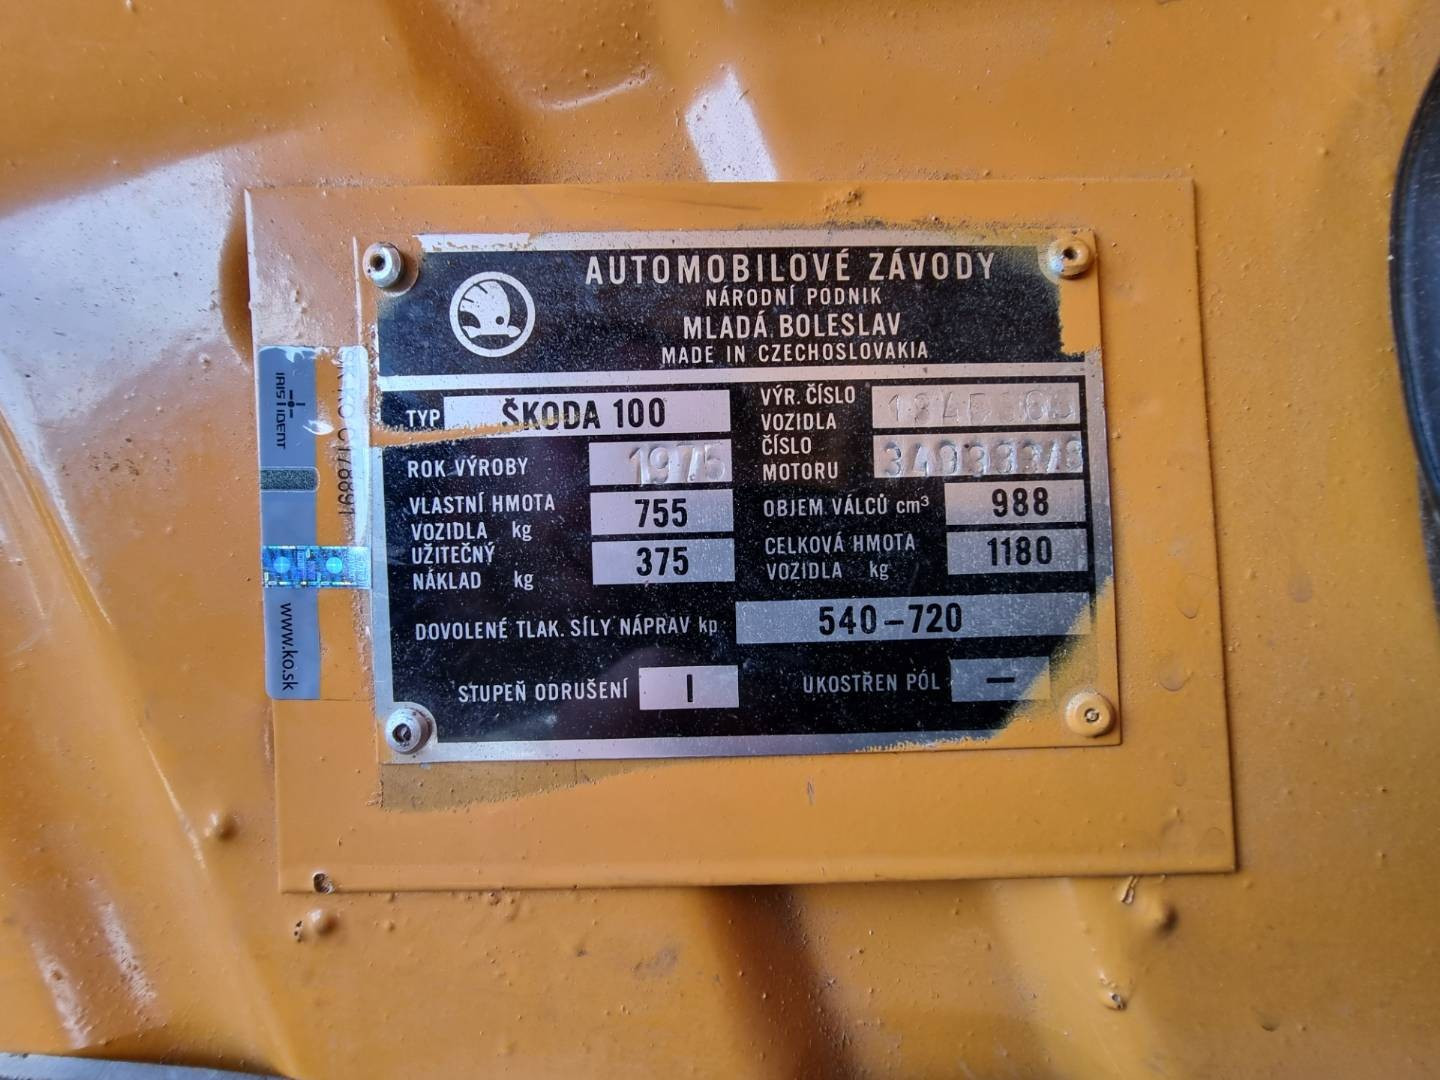 AUTOMOBILOVÉ ZÁVODY
NÁRODNÍ PODNIK
MLADÁ BOLESLAV
MADE IN CZECHOSLOVAKIA
TYP ŠKODA 100
ROK VÝROBY 1975
VLASTNÍ HMOTA
VOZIDLA kg 755
UŽITEČNÝ
NÁKLAD kg 375
VÝR. ČÍSLO
VOZIDLA
ČÍSLO
MOTORU
OBJEM VÁLCŮ cm³ 988
CELKOVÁ HMOTA
VOZIDLA kg 1180
DOVOLENÉ TLAK. SÍLY NÁPRAV kp 540-720
STUPEŇ ODRUŠENÍ I
UKOSTŘEN PÓL —
IRIS IDENT
www.ko.sk